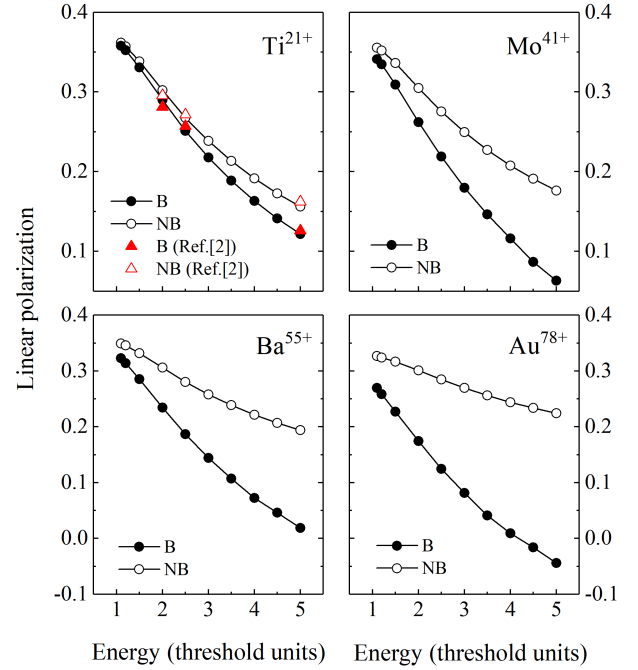 0.4
0.3
0.2
0.1
Ti21+
B
NB
B (Ref.[2])
NB (Ref.[2])
Mo41+
B
NB
0.4
0.3
0.2
0.1
Linear polarization
0.4
0.3
0.2
0.1
0.0
-0.1
Ba55+
B
NB
1 2 3 4 5
Energy (threshold units)
Au78+
B
NB
1 2 3 4 5
Energy (threshold units)
0.4
0.3
0.2
0.1
0.0
-0.1